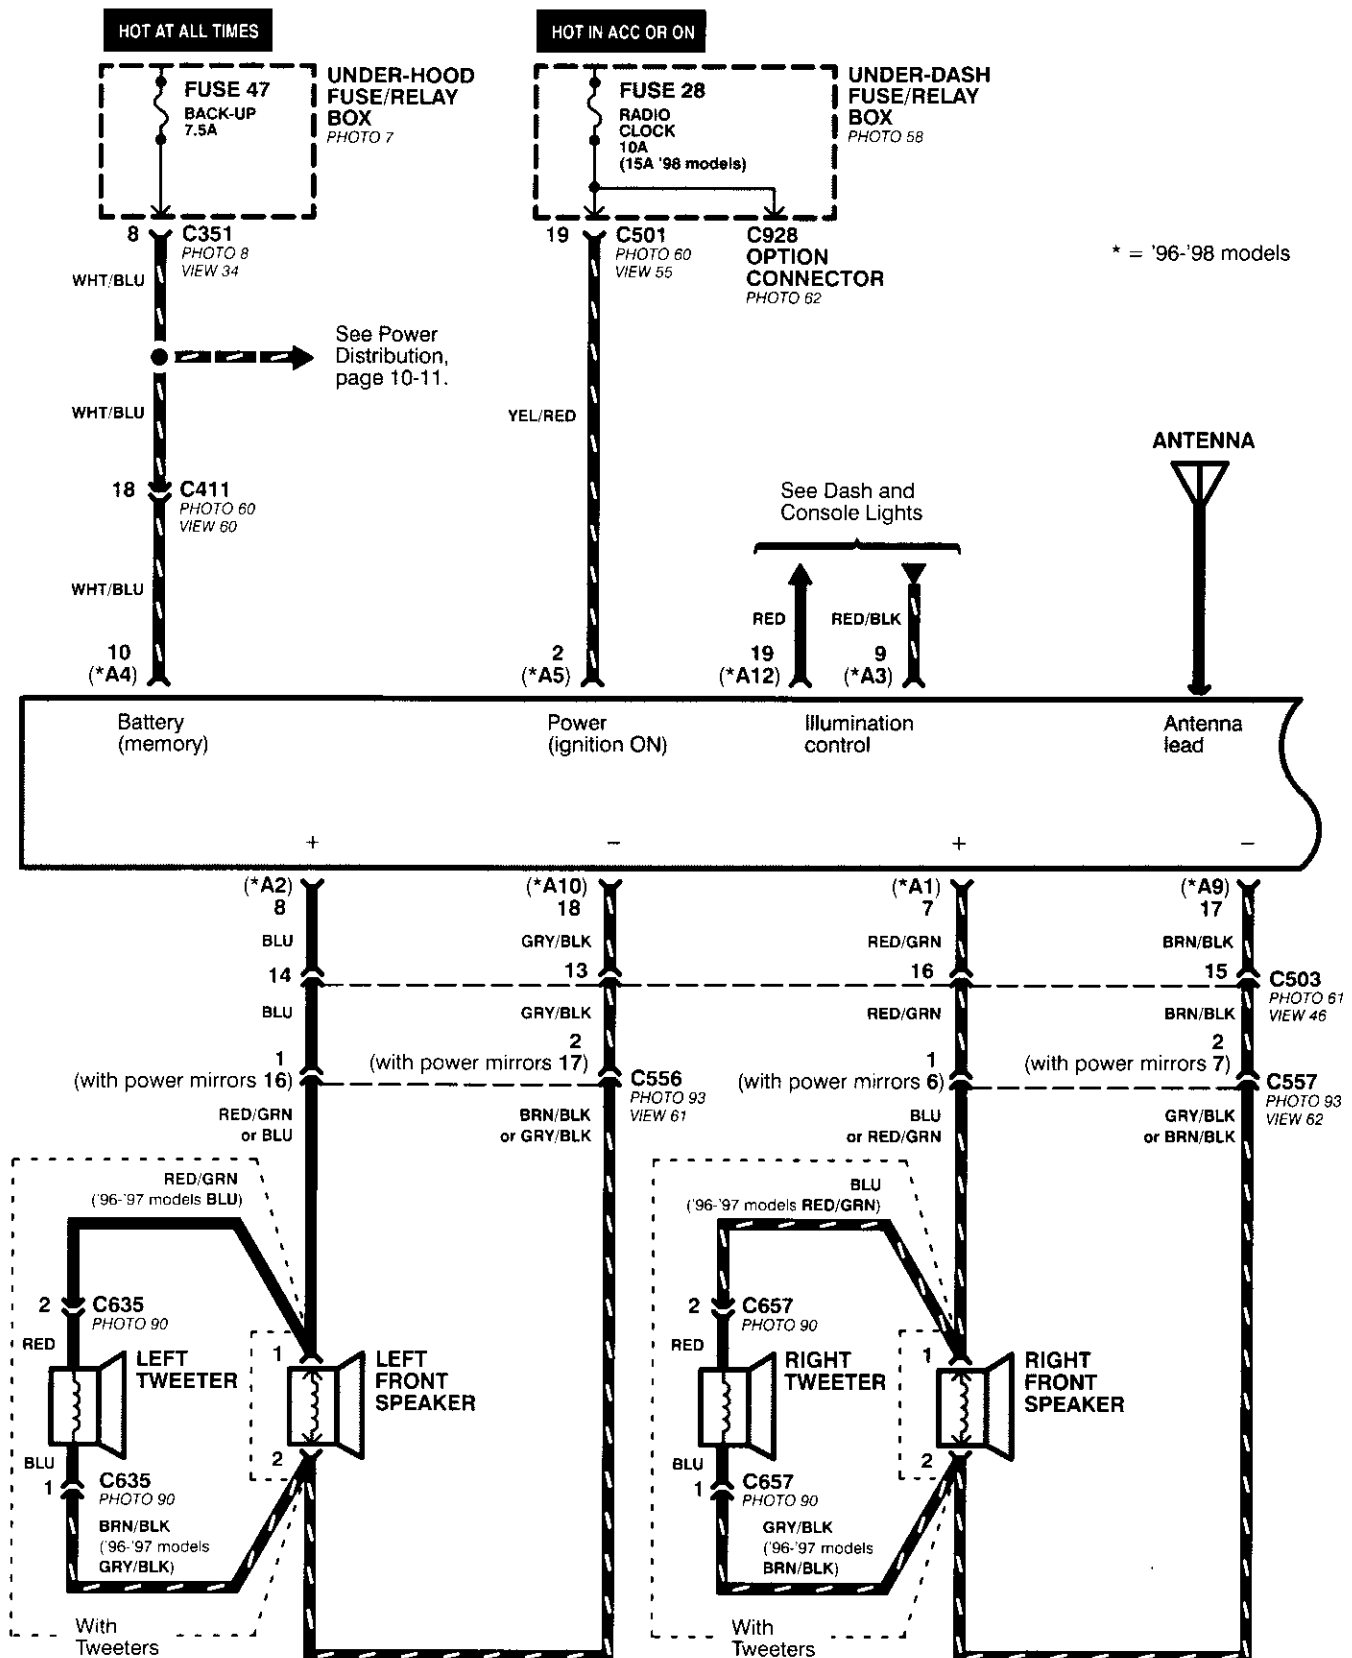 HOT AT ALL TIMES
HOT IN ACC OR ON
FUSE 47
BACK-UP
7.5A
UNDER-HOOD
FUSE/RELAY
BOX
PHOTO 7
FUSE 28
RADIO
CLOCK
10A
(15A '98 models)
UNDER-DASH
FUSE/RELAY
BOX
PHOTO 58
8
C351
PHOTO 8
VIEW 34
WHT/BLU
19
C501
PHOTO 60
VIEW 55
C928
OPTION
CONNECTOR
PHOTO 62
* = '96-'98 models
See Power
Distribution,
page 10-11.
WHT/BLU
YEL/RED
ANTENNA
18
C411
PHOTO 60
VIEW 60
See Dash and
Console Lights
WHT/BLU
RED
RED/BLK
10
(*A4)
2
(*A5)
19
(*A12)
9
(*A3)
Battery
(memory)
Power
(ignition ON)
Illumination
control
Antenna
lead
+
−
+
−
(*A2)
8
(*A10)
18
(*A1)
7
(*A9)
17
BLU
GRY/BLK
RED/GRN
BRN/BLK
14
13
16
15
C503
PHOTO 61
VIEW 46
BLU
GRY/BLK
RED/GRN
BRN/BLK
1
(with power mirrors 16)
2
(with power mirrors 17)
C556
PHOTO 93
VIEW 61
1
(with power mirrors 6)
2
(with power mirrors 7)
C557
PHOTO 93
VIEW 62
RED/GRN
or BLU
BRN/BLK
or GRY/BLK
BLU
or RED/GRN
GRY/BLK
or BRN/BLK
RED/GRN
('96-'97 models BLU)
BLU
('96-'97 models RED/GRN)
2
C635
PHOTO 90
RED
LEFT
TWEETER
1
LEFT
FRONT
SPEAKER
2
BLU
1
C635
PHOTO 90
BRN/BLK
('96-'97 models
GRY/BLK)
With
Tweeters
2
C657
PHOTO 90
RED
RIGHT
TWEETER
1
RIGHT
FRONT
SPEAKER
2
BLU
1
C657
PHOTO 90
GRY/BLK
('96-'97 models
BRN/BLK)
With
Tweeters